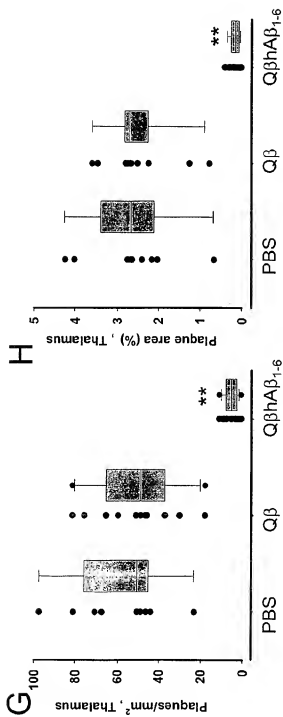 G
Plaques/mm², Thalamus
100
80
60
40
20
0
PBS
Qβ
QβhAβ₁₋₆
**
H
Plaque area (%) , Thalamus
5
4
3
2
1
0
PBS
Qβ
QβhAβ₁₋₆
**